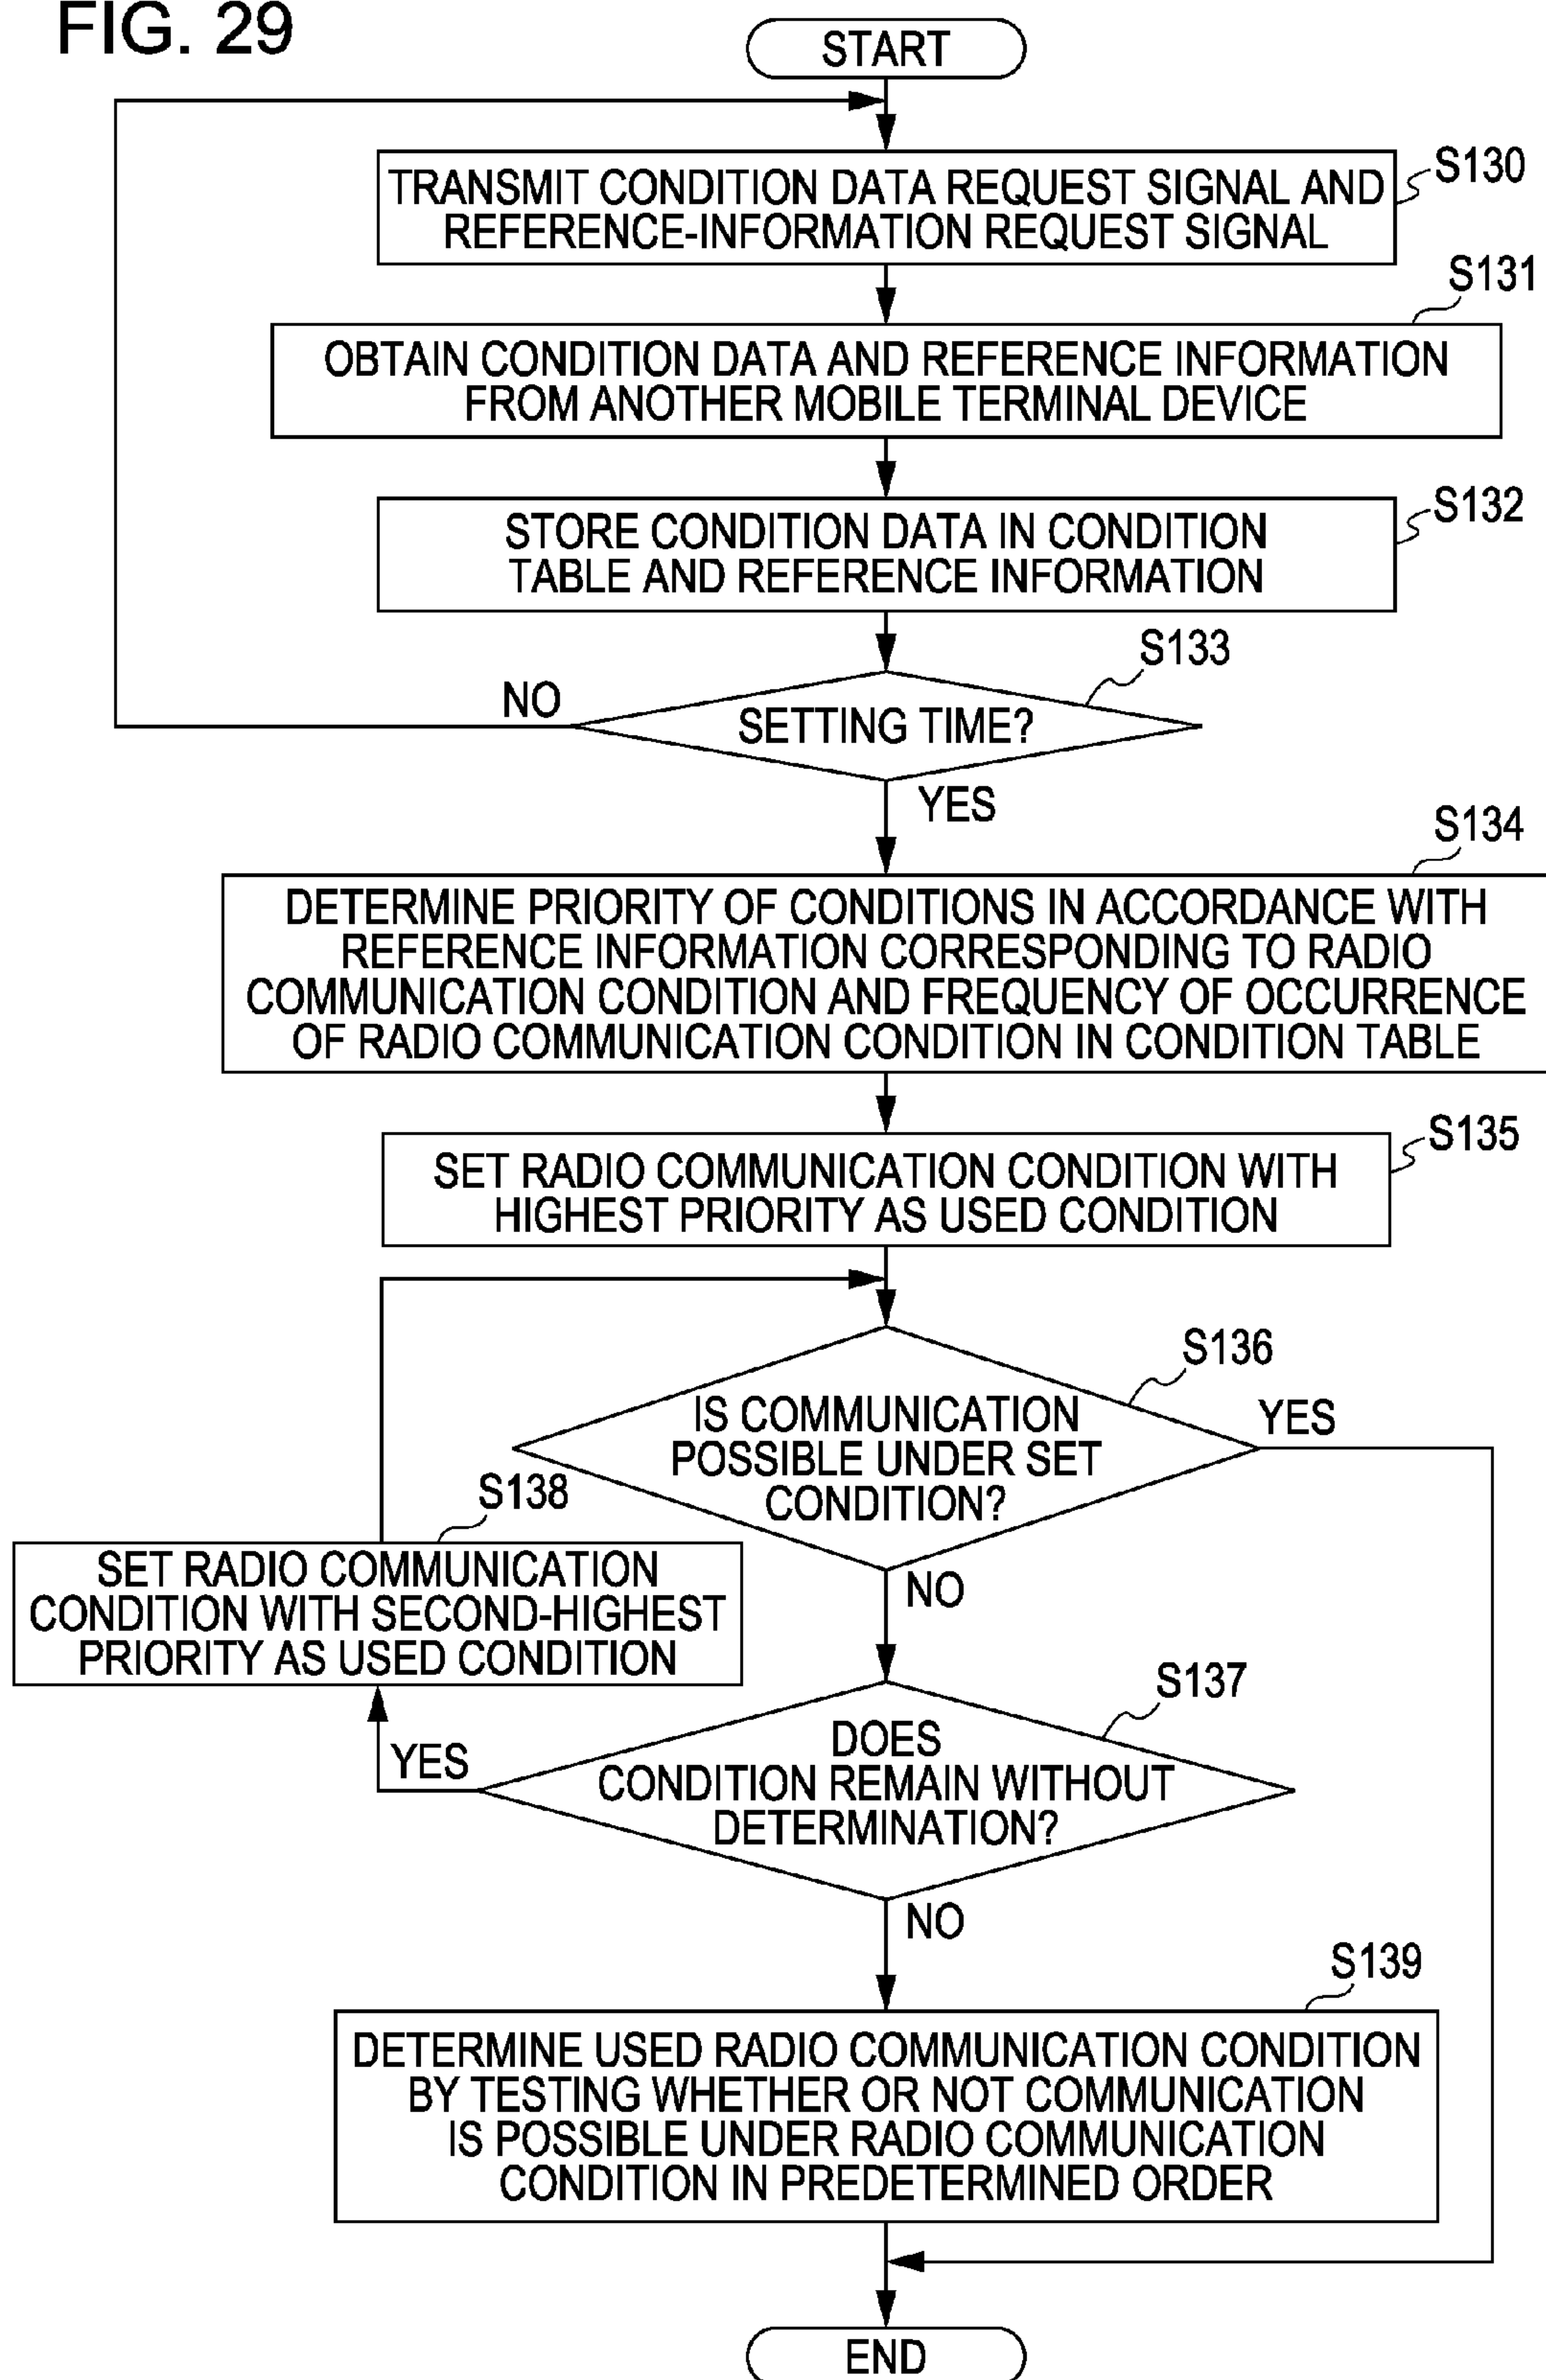 FIG. 29
START
S130
TRANSMIT CONDITION DATA REQUEST SIGNAL AND
REFERENCE-INFORMATION REQUEST SIGNAL
S131
OBTAIN CONDITION DATA AND REFERENCE INFORMATION
FROM ANOTHER MOBILE TERMINAL DEVICE
S132
STORE CONDITION DATA IN CONDITION
TABLE AND REFERENCE INFORMATION
S133
NO
SETTING TIME?
YES
S134
DETERMINE PRIORITY OF CONDITIONS IN ACCORDANCE WITH
REFERENCE INFORMATION CORRESPONDING TO RADIO
COMMUNICATION CONDITION AND FREQUENCY OF OCCURRENCE
OF RADIO COMMUNICATION CONDITION IN CONDITION TABLE
S135
SET RADIO COMMUNICATION CONDITION WITH
HIGHEST PRIORITY AS USED CONDITION
S136
IS COMMUNICATION
POSSIBLE UNDER SET
CONDITION?
YES
NO
S138
SET RADIO COMMUNICATION
CONDITION WITH SECOND-HIGHEST
PRIORITY AS USED CONDITION
S137
YES
DOES
CONDITION REMAIN WITHOUT
DETERMINATION?
NO
S139
DETERMINE USED RADIO COMMUNICATION CONDITION
BY TESTING WHETHER OR NOT COMMUNICATION
IS POSSIBLE UNDER RADIO COMMUNICATION
CONDITION IN PREDETERMINED ORDER
END